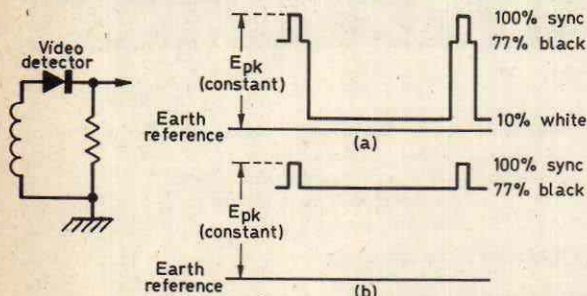 Video
detector
Epk
(constant)
Earth
reference
100% sync
77% black
10% white
(a)
Epk
(constant)
Earth
reference
100% sync
77% black
(b)